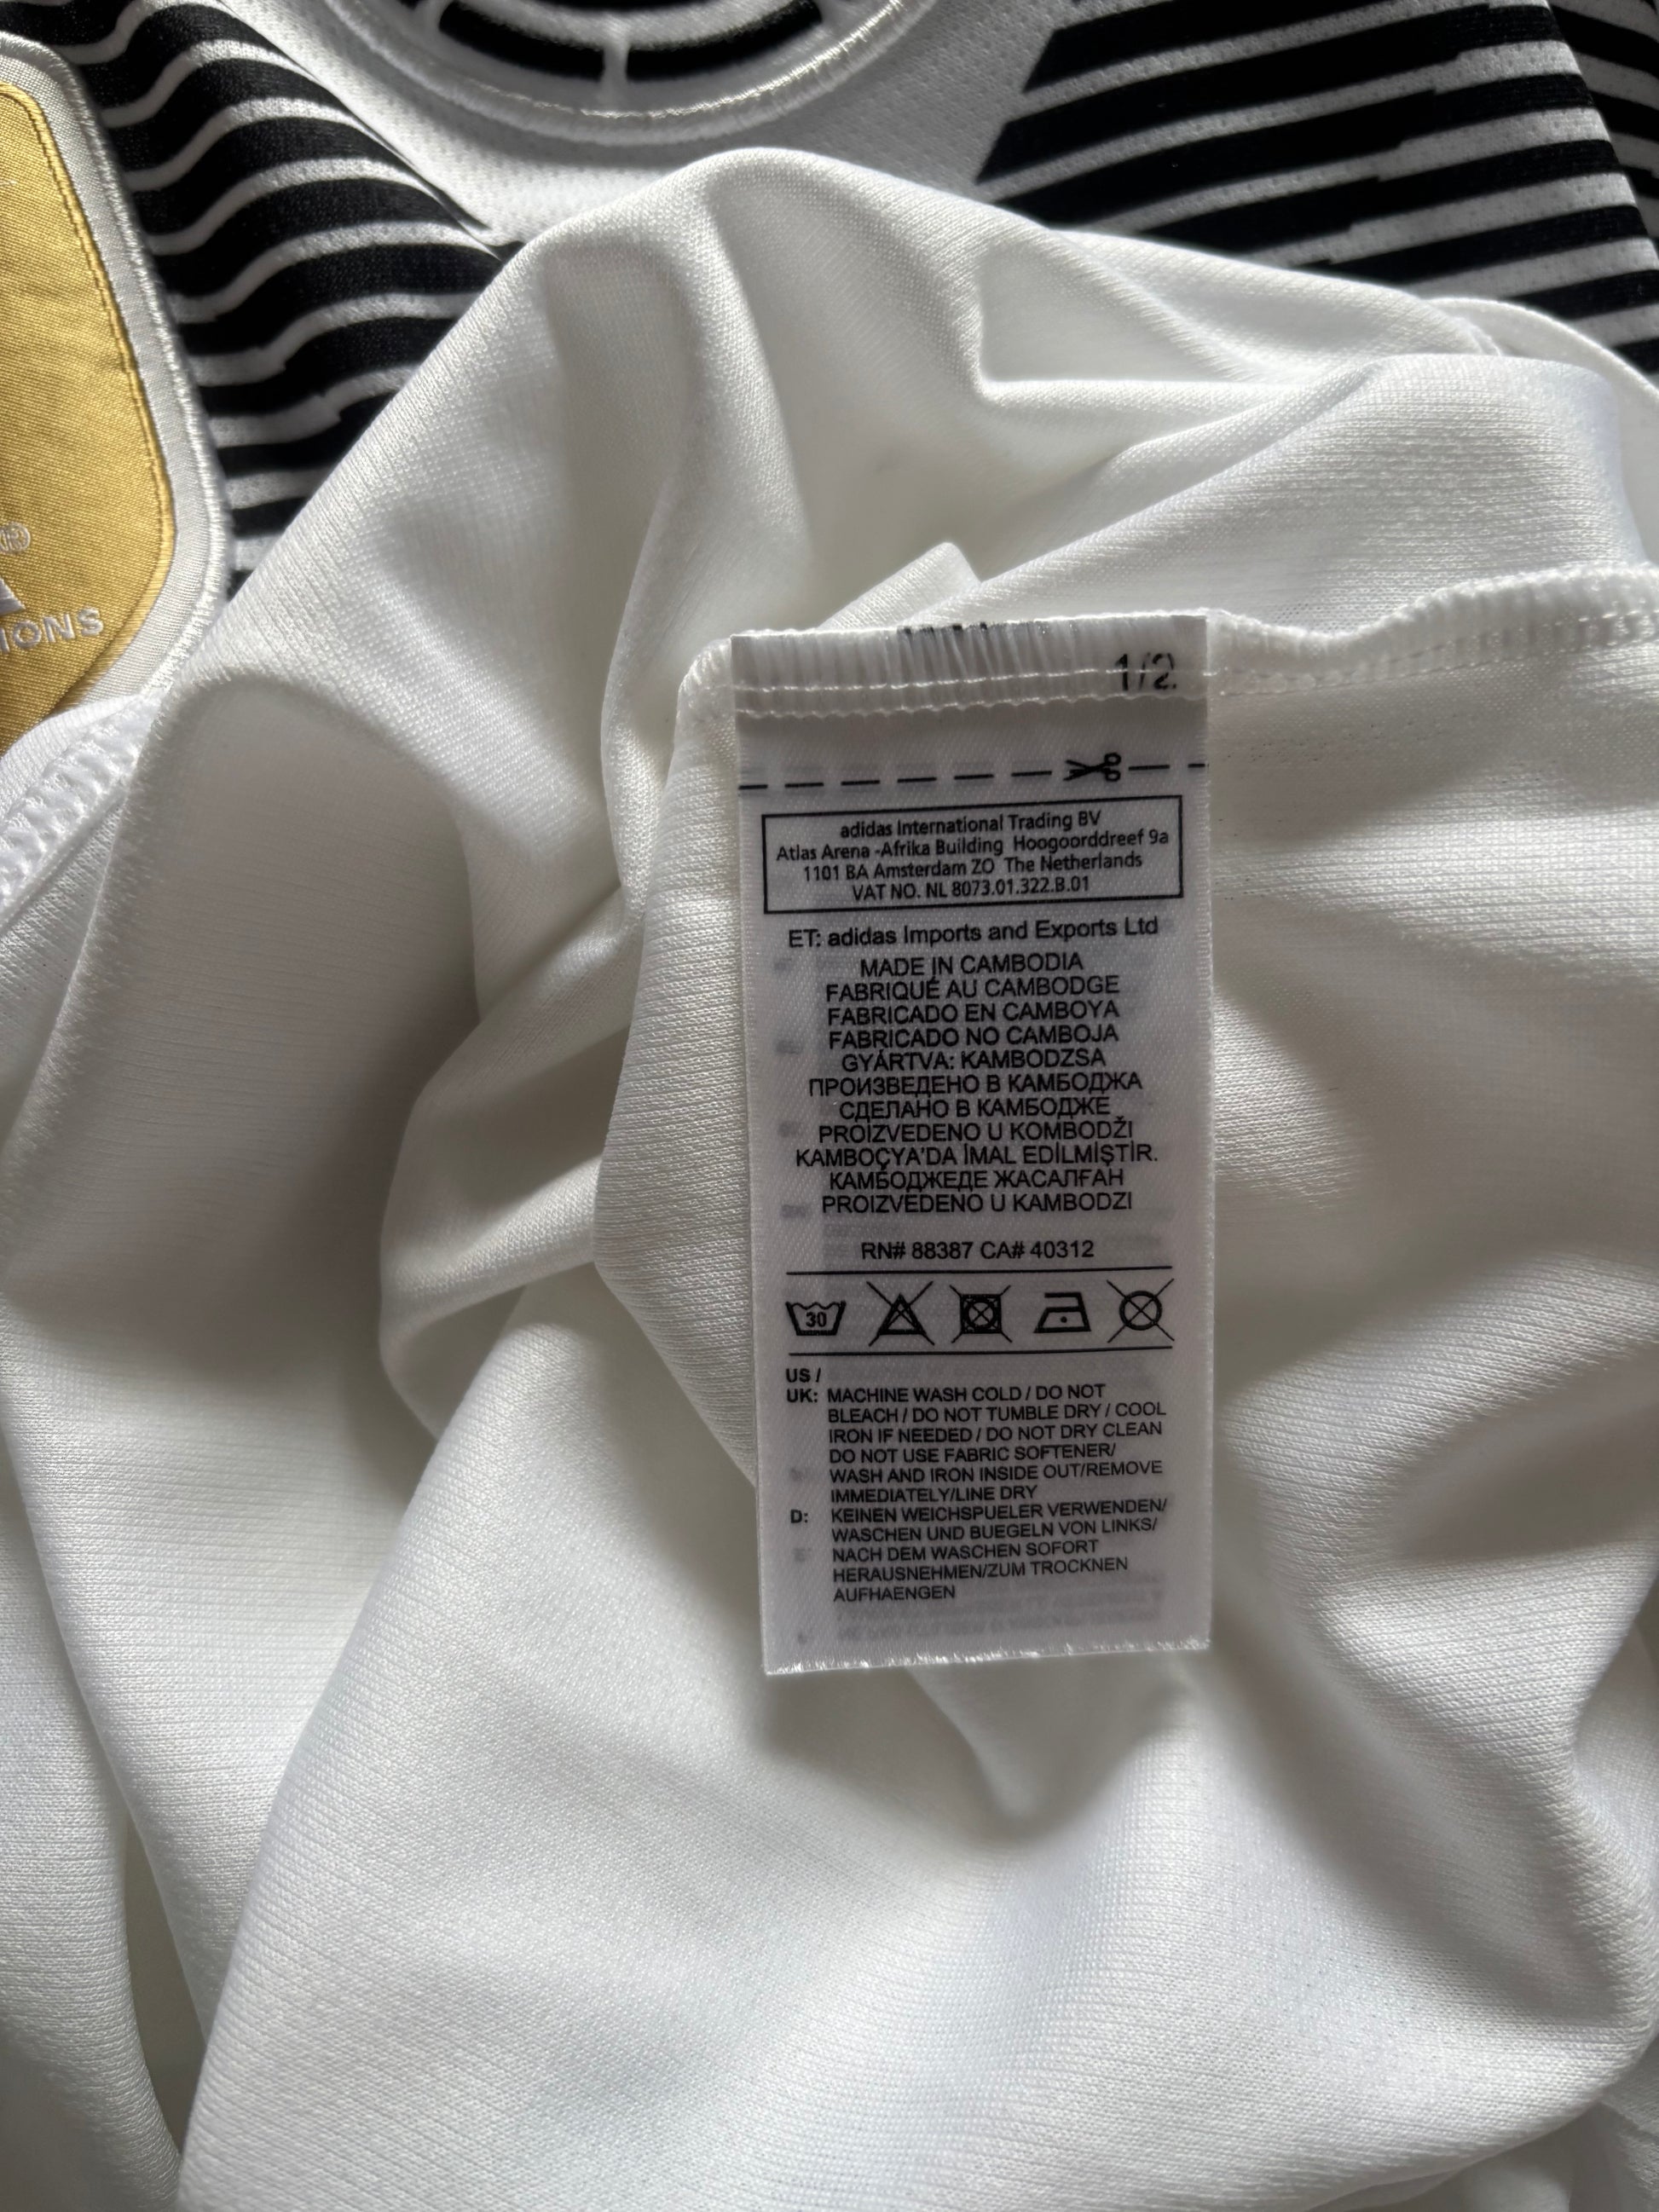 ®
IONS
1/2.
adidas International Trading BV
Atlas Arena -Afrika Building Hoogoorddreef 9a
1101 BA Amsterdam ZO The Netherlands
VAT NO. NL 8073.01.322.B.01
ET: adidas Imports and Exports Ltd
MADE IN CAMBODIA
FABRIQUÉ AU CAMBODGE
FABRICADO EN CAMBOYA
FABRICADO NO CAMBOJA
GYÁRTVA: KAMBODZSA
ПРОИЗВЕДЕНО В КАМБОДЖА
СДЕЛАНО В КАМБОДЖЕ
PROIZVEDENO U KOMBODŽI
KAMBOÇYA'DA İMAL EDİLMİŞTİR.
КАМБОДЖЕДЕ ЖАСАЛҒАН
PROIZVEDENO U KAMBODZI
RN# 88387 CA# 40312
30
US /
UK: MACHINE WASH COLD / DO NOT
BLEACH / DO NOT TUMBLE DRY / COOL
IRON IF NEEDED / DO NOT DRY CLEAN
DO NOT USE FABRIC SOFTENER/
WASH AND IRON INSIDE OUT/REMOVE
IMMEDIATELY/LINE DRY
D: KEINEN WEICHSPUELER VERWENDEN/
WASCHEN UND BUEGELN VON LINKS/
NACH DEM WASCHEN SOFORT
HERAUSNEHMEN/ZUM TROCKNEN
AUFHAENGEN